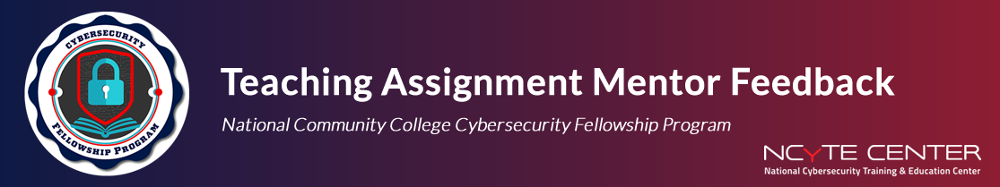 CYBERSECURITY
FELLOWSHIP PROGRAM
Teaching Assignment Mentor Feedback
National Community College Cybersecurity Fellowship Program
NCYTE CENTER
National Cybersecurity Training & Education Center